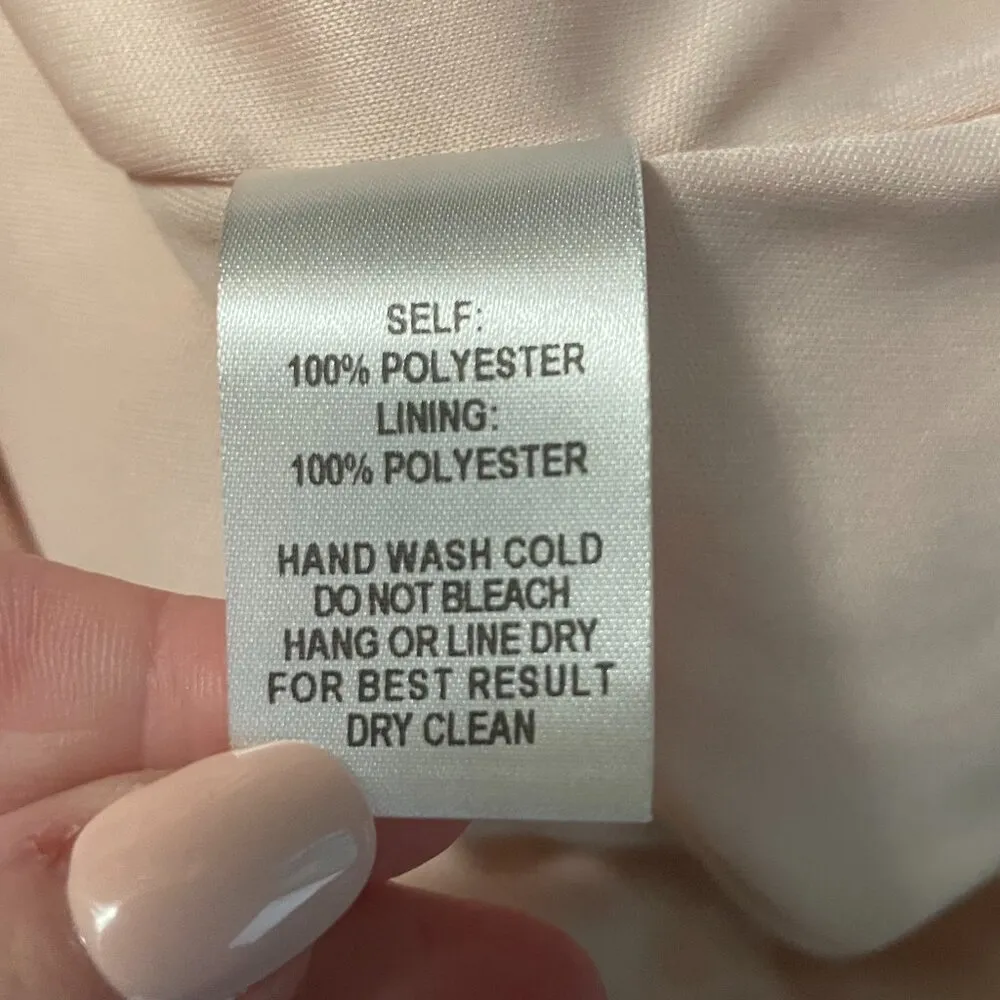 SELF:
100% POLYESTER
LINING:
100% POLYESTER
HAND WASH COLD
DO NOT BLEACH
HANG OR LINE DRY
FOR BEST RESULT
DRY CLEAN